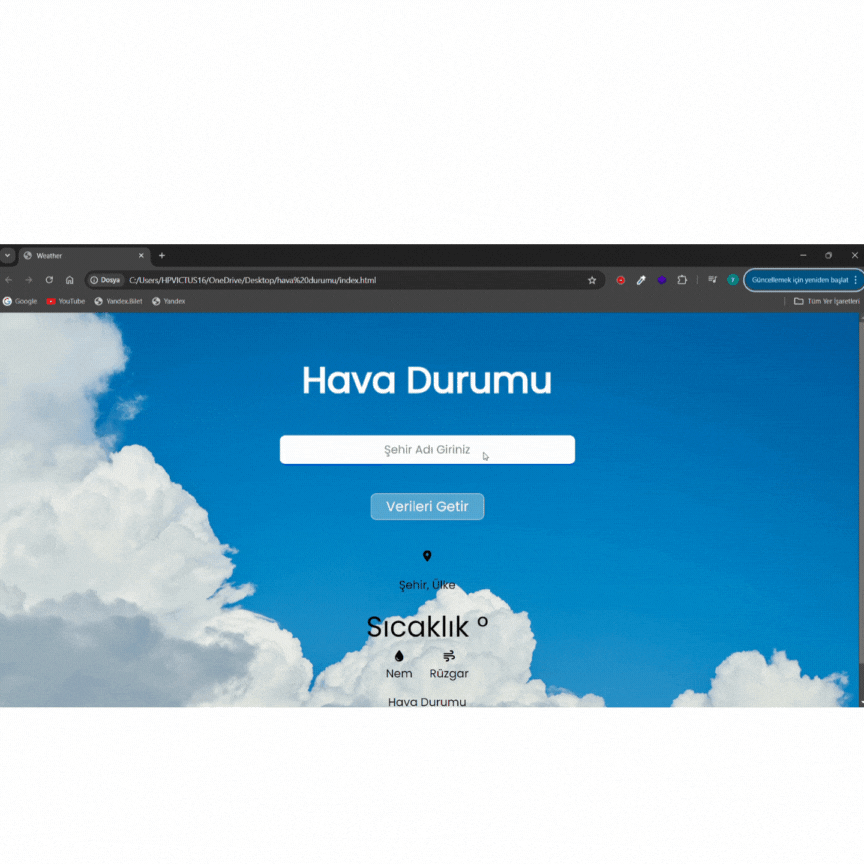 Weather
Dosya
C:/Users/HPVICTUS16/OneDrive/Desktop/hava%20durumu/index.html
Güncellemek için yeniden başlat
Google
YouTube
Yandex.Bilet
Yandex
Tüm Yer İşaretleri
Hava Durumu
Şehir Adı Giriniz
Verileri Getir
Şehir, Ülke
Sıcaklık °
Nem Rüzgar
Hava Durumu